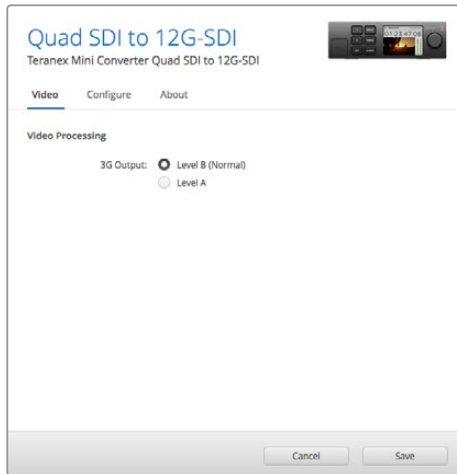 Quad SDI to 12G-SDI
Teranex Mini Converter Quad SDI to 12G-SDI
Video Configure About
Video Processing
3G Output: Level B (Normal)
Level A
Cancel Save